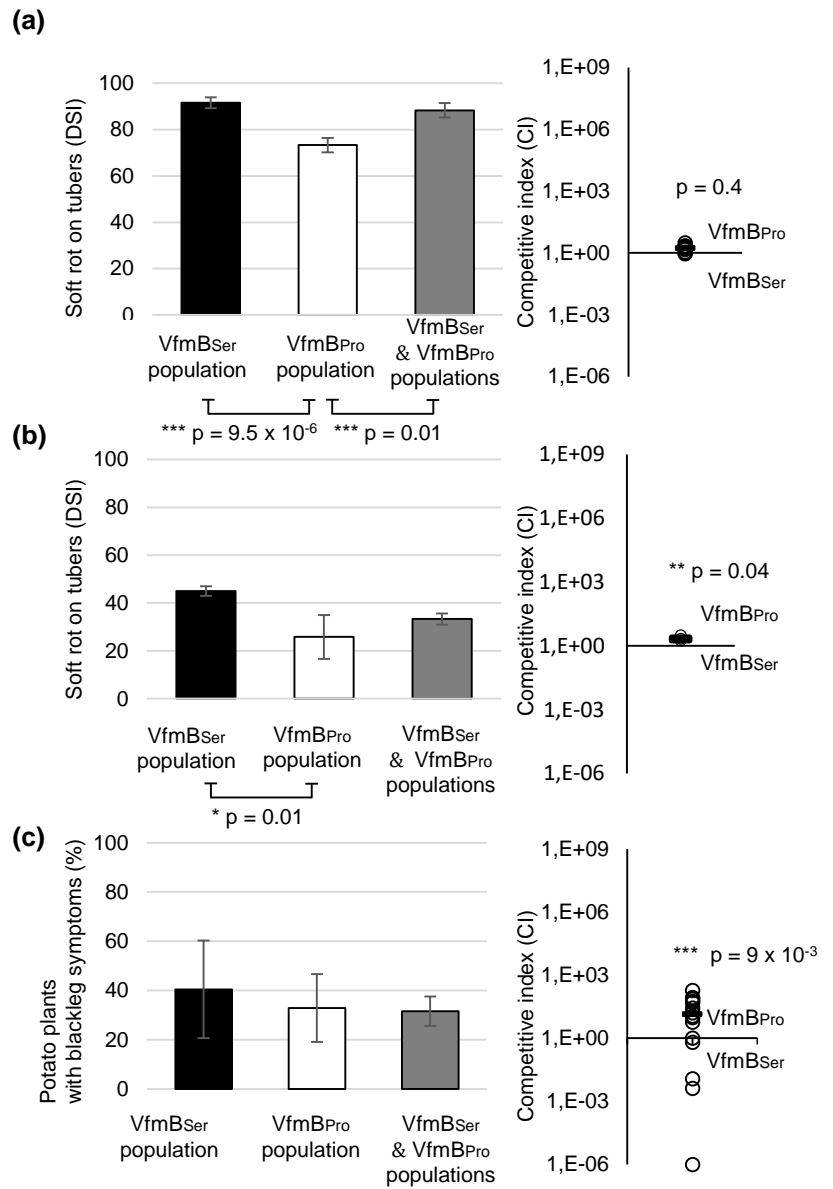 (a)
Soft rot on tubers (DSI)
100
80
60
40
20
0
VfmBSer
population
VfmBPro
population
VfmBSer
& VfmBPro
populations
*** p = 9.5 x 10-6
*** p = 0.01
Competitive index (CI)
1,E+09
1,E+06
1,E+03
1,E+00
1,E-03
1,E-06
p = 0.4
VfmBPro
VfmBSer
(b)
Soft rot on tubers (DSI)
100
80
60
40
20
0
VfmBSer
population
VfmBPro
population
VfmBSer
& VfmBPro
populations
* p = 0.01
Competitive index (CI)
1,E+09
1,E+06
1,E+03
1,E+00
1,E-03
1,E-06
** p = 0.04
VfmBPro
VfmBSer
(c)
Potato plants
with blackleg symptoms (%)
100
80
60
40
20
0
VfmBSer
population
VfmBPro
population
VfmBSer
& VfmBPro
populations
Competitive index (CI)
1,E+09
1,E+06
1,E+03
1,E+00
1,E-03
1,E-06
*** p = 9 x 10-3
VfmBPro
VfmBSer